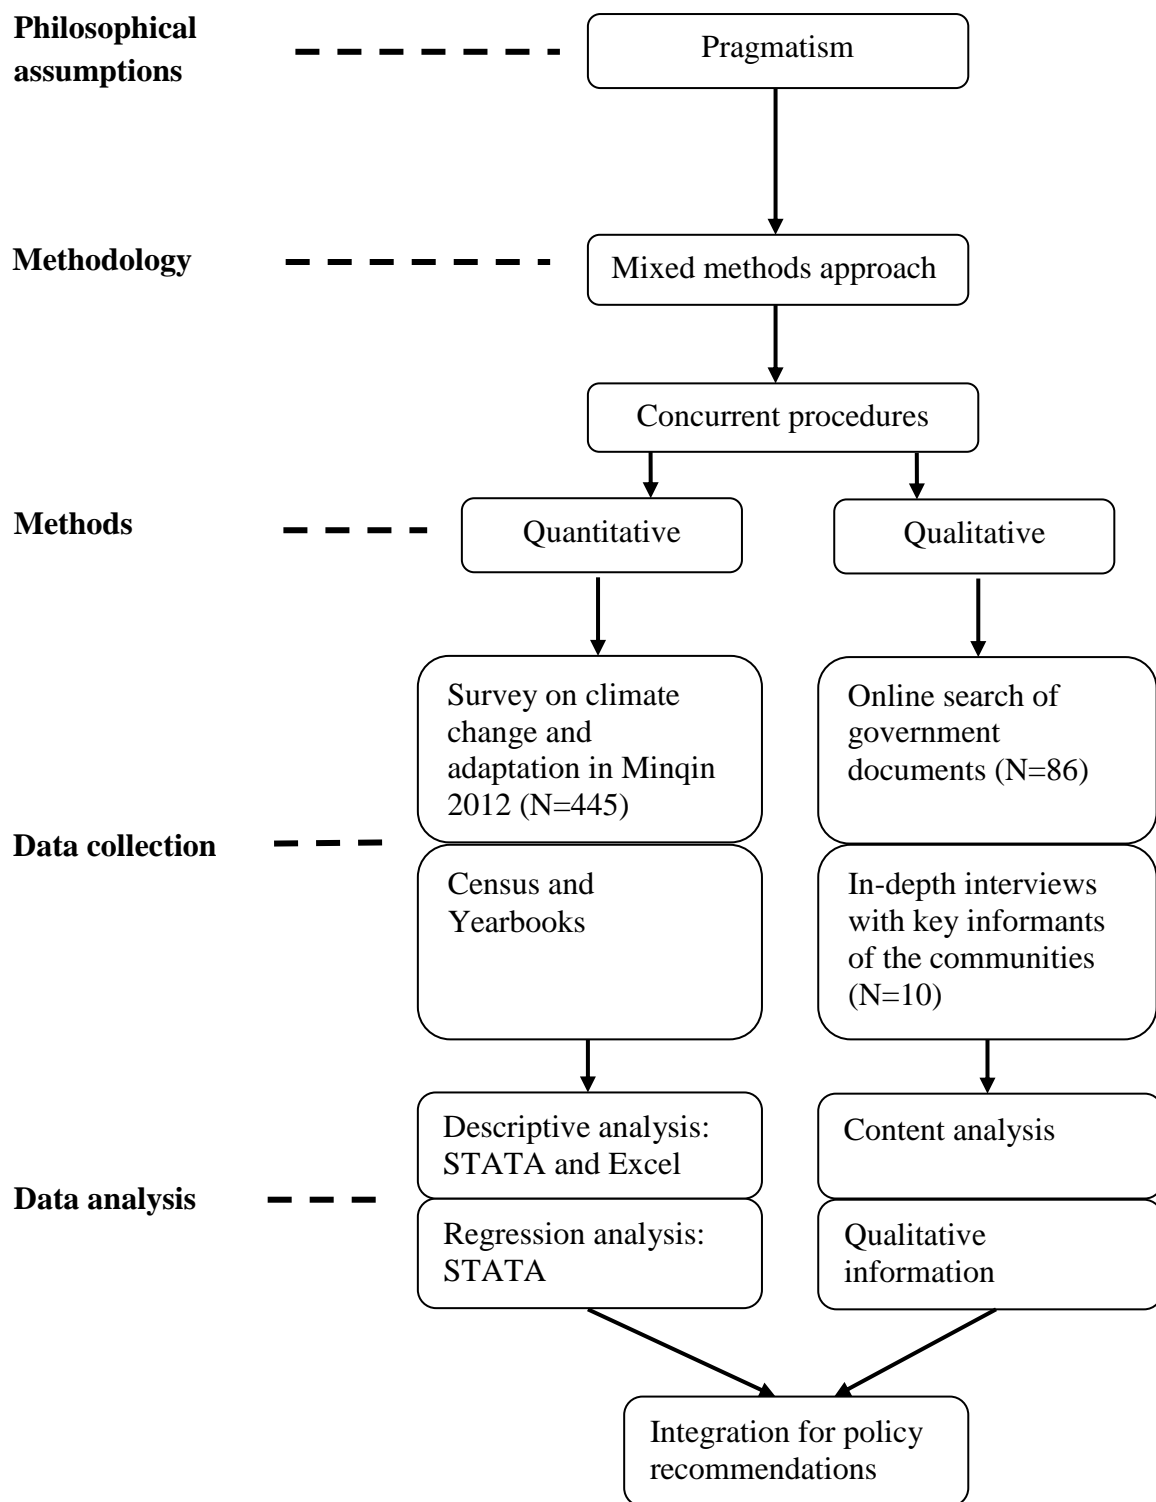 Philosophical
assumptions
Pragmatism
Methodology
Mixed methods approach
Concurrent procedures
Methods
Quantitative
Qualitative
Data collection
Survey on climate
change and
adaptation in Minqin
2012 (N=445)
Census and
Yearbooks
Online search of
government
documents (N=86)
In-depth interviews
with key informants
of the communities
(N=10)
Data analysis
Descriptive analysis:
STATA and Excel
Regression analysis:
STATA
Content analysis
Qualitative
information
Integration for policy
recommendations